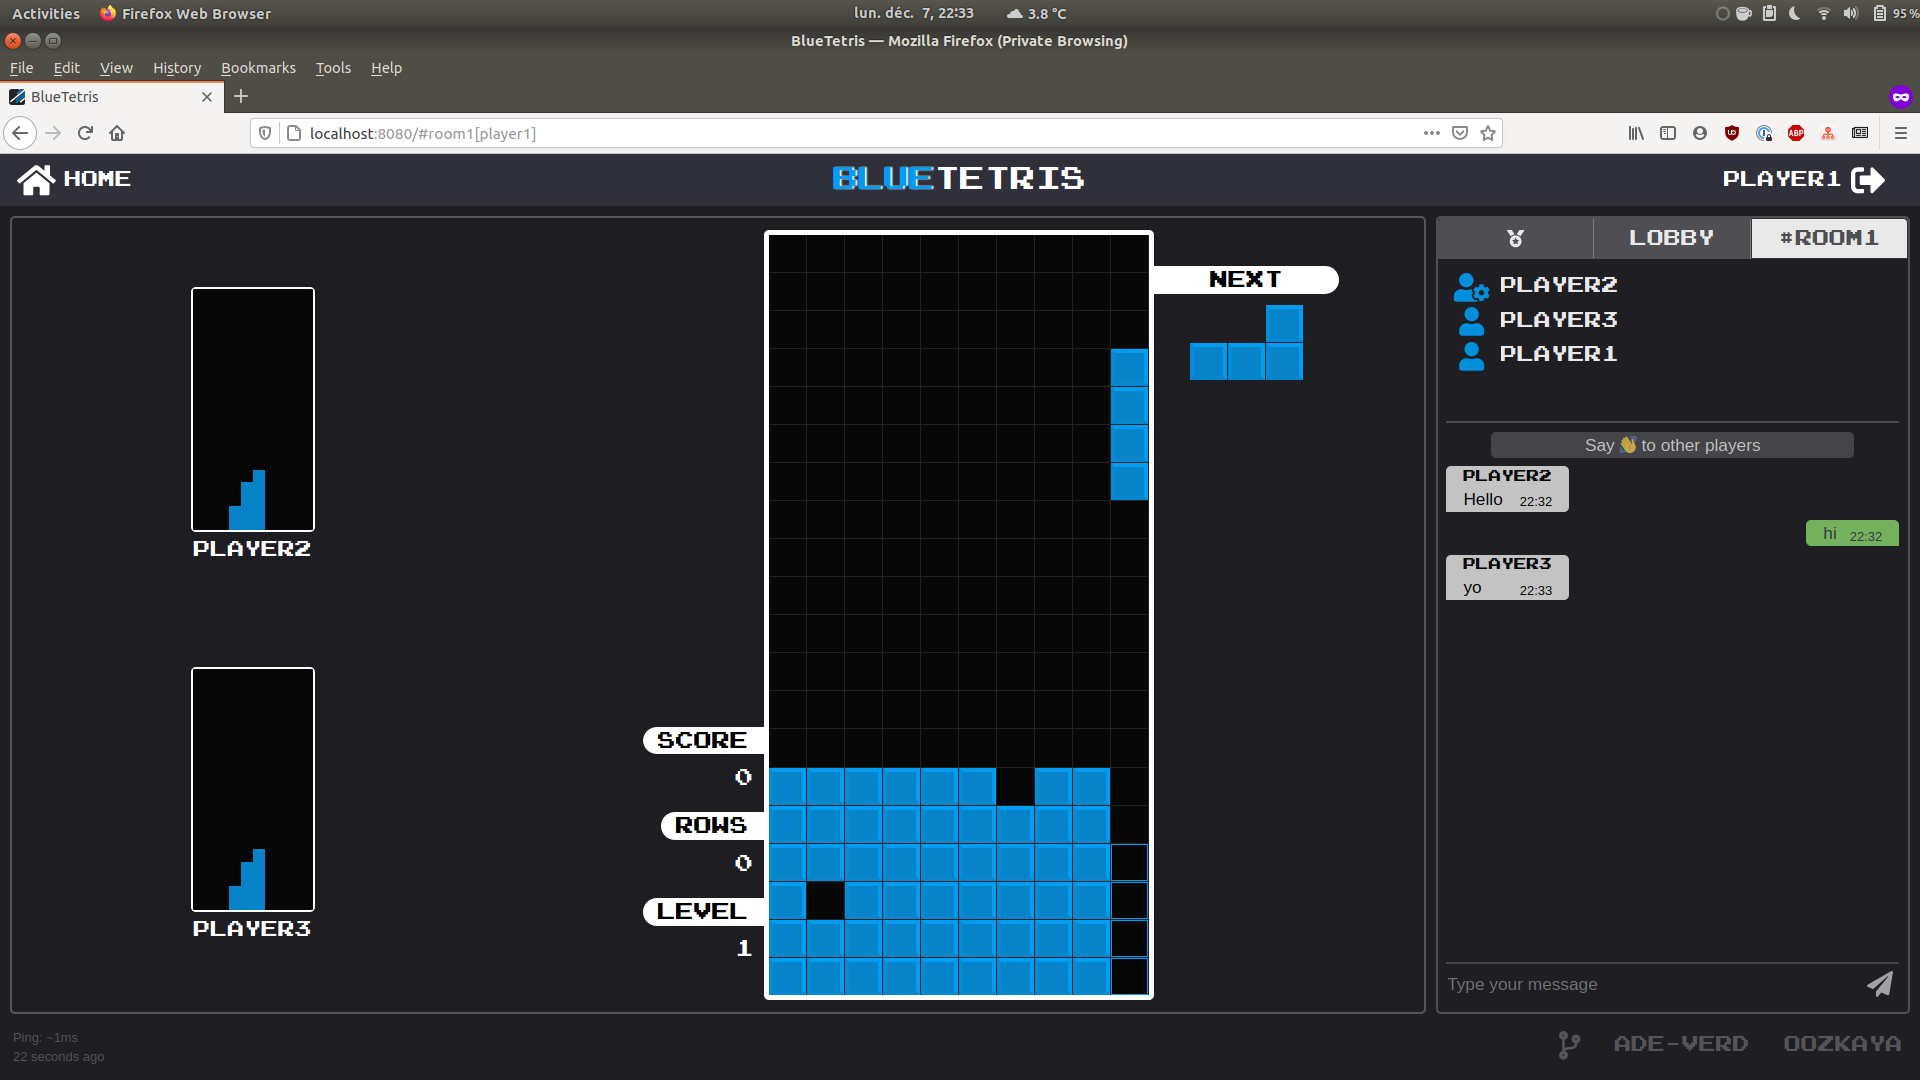 Activities Firefox Web Browser lun. déc. 7, 22:33 3.8 °C 95 %
BlueTetris — Mozilla Firefox (Private Browsing)
File Edit View History Bookmarks Tools Help
BlueTetris
localhost:8080/#room1[player1]
ABP
HOME BLUETETRIS PLAYER1
LOBBY #ROOM1
NEXT
PLAYER2
PLAYER3
PLAYER1
Say 👋 to other players
PLAYER2
Hello 22:32
hi 22:32
PLAYER3
yo 22:33
PLAYER2
SCORE
0
ROWS
0
LEVEL
1
PLAYER3
Type your message
Ping: ~1ms
22 seconds ago
ADE-VERD OOZKAYA